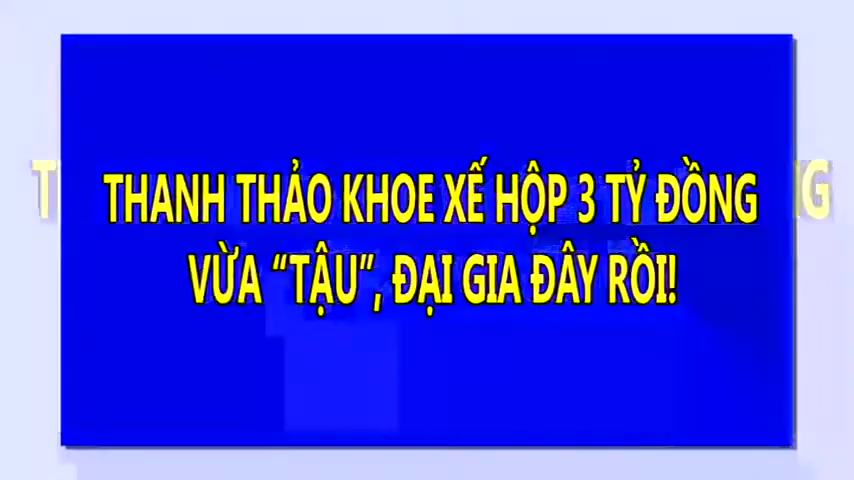 THANH THẢO KHOE XẾ HỘP 3 TỶ ĐỒNG
VỪA “TẬU”, ĐẠI GIA ĐÂY RỒI!